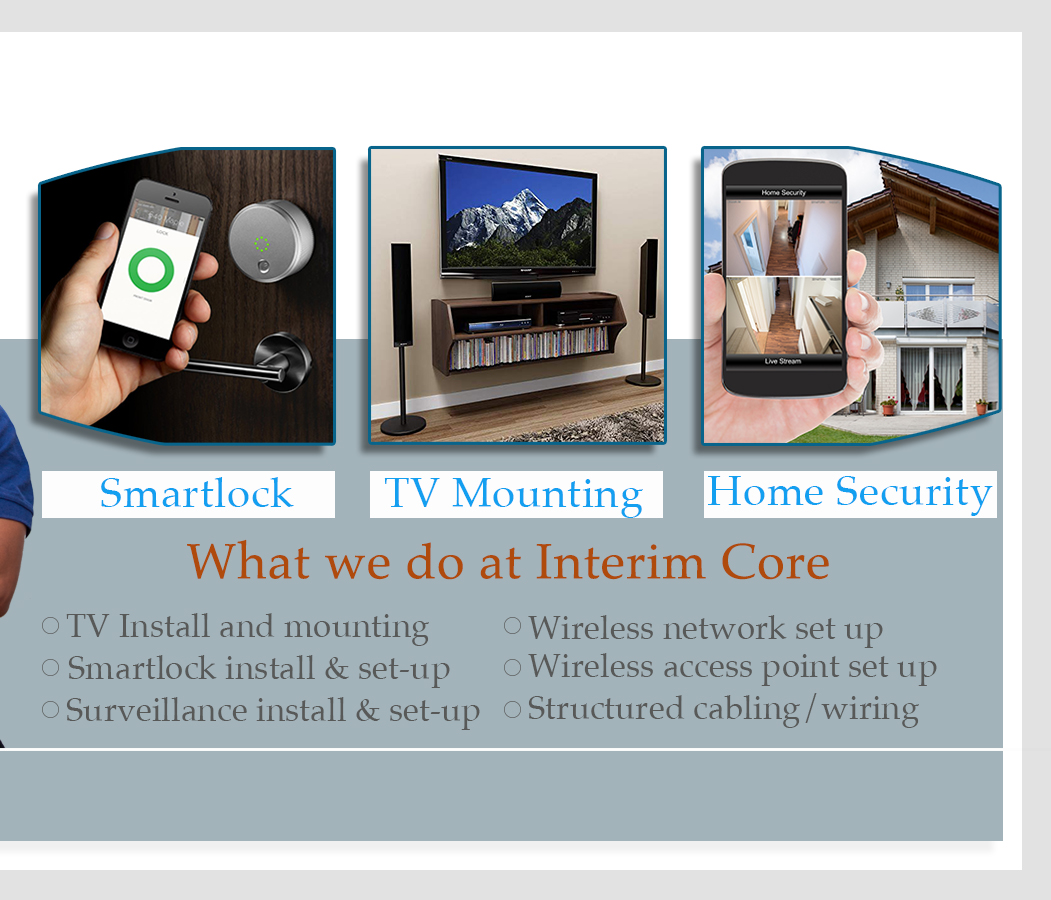 LOCK
Home Security
Live Stream
Smartlock
TV Mounting
Home Security
What we do at Interim Core
TV Install and mounting
Smartlock install & set-up
Surveillance install & set-up
Wireless network set up
Wireless access point set up
Structured cabling/wiring